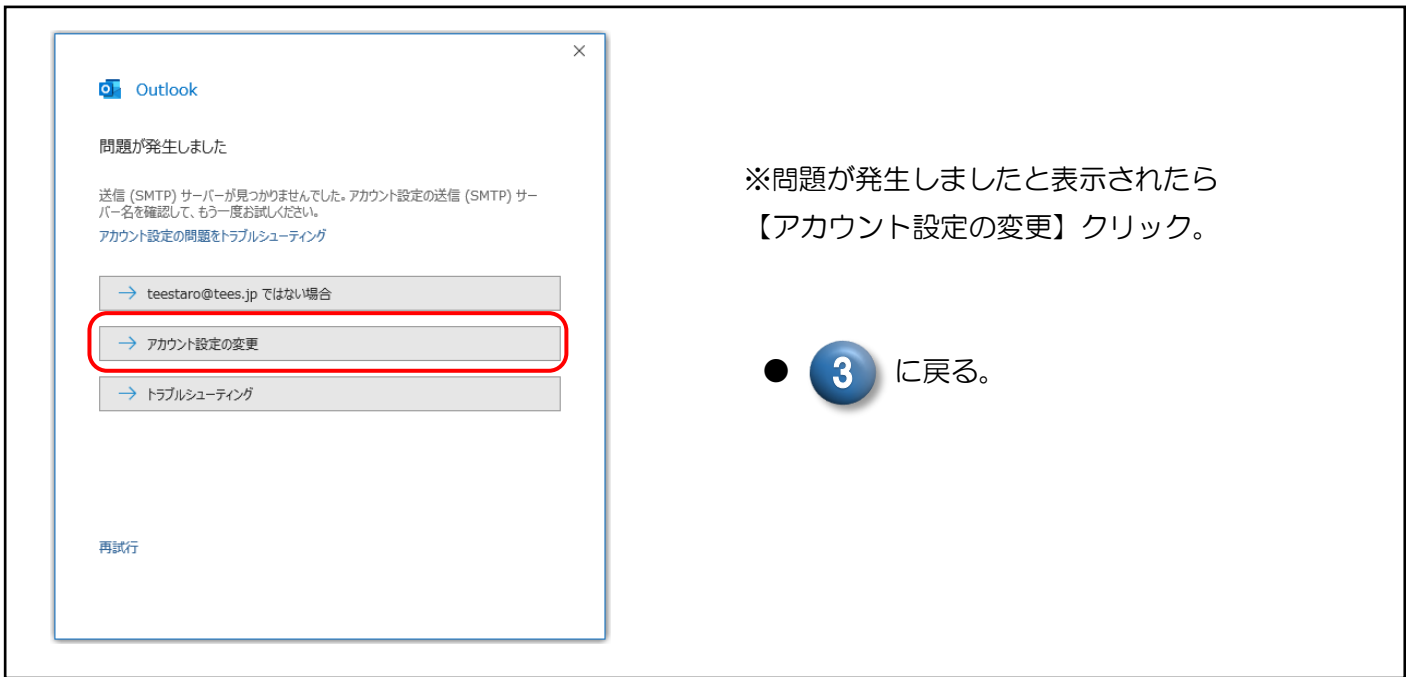 Outlook
問題が発生しました
送信 (SMTP) サーバーが見つかりませんでした。アカウント設定の送信 (SMTP) サー
バー名を確認して、もう一度お試しください。
アカウント設定の問題をトラブルシューティング
→ teestaro@tees.jp ではない場合
→ アカウント設定の変更
→ トラブルシューティング
再試行
※問題が発生しましたと表示されたら
【アカウント設定の変更】クリック。
● 3 に戻る。